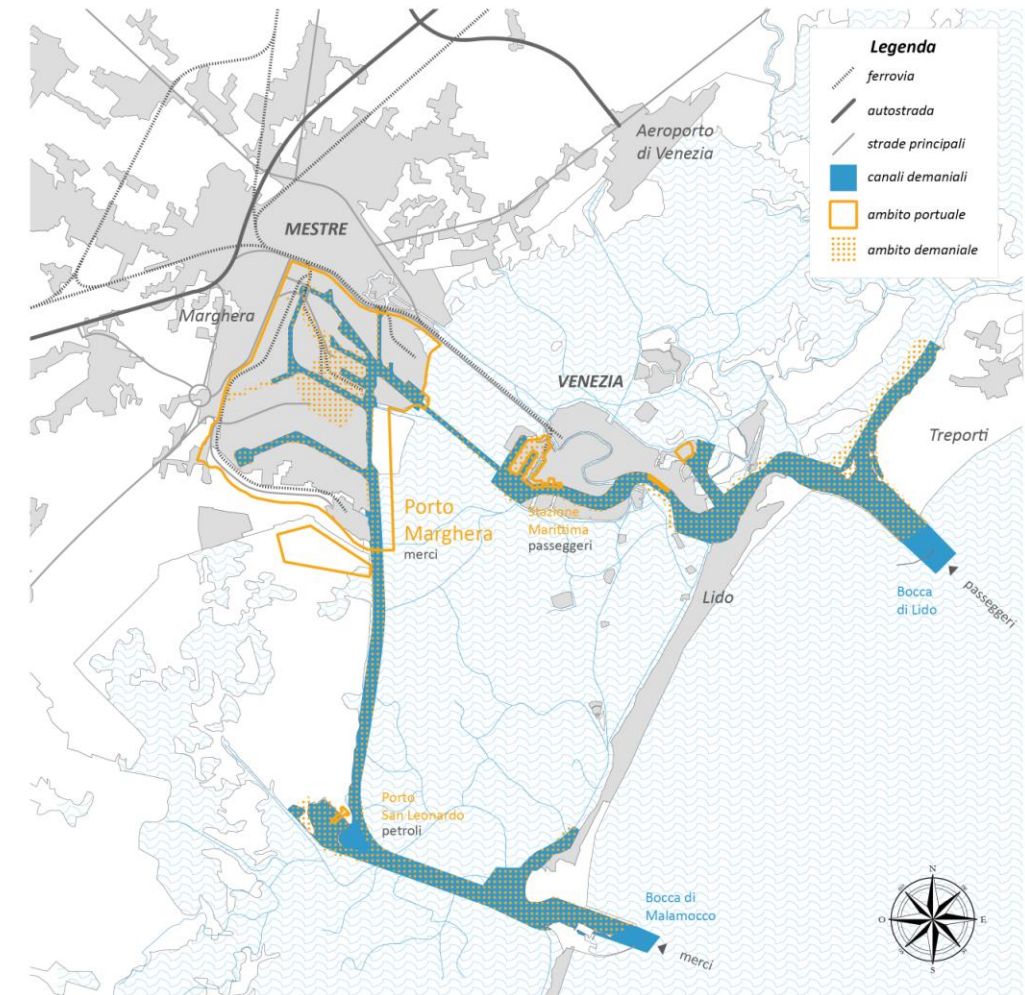 Legenda
ferrovia
autostrada
strade principali
canali demaniali
ambito portuale
ambito demaniale
Aeroporto
di Venezia
MESTRE
Marghera
VENEZIA
Treporti
Porto
Marghera
merci
Stazione
Marittima
passeggeri
Lido
Bocca
di Lido
passeggeri
Porto
San Leonardo
petroli
Bocca di
Malamocco
merci
N
O
E
S